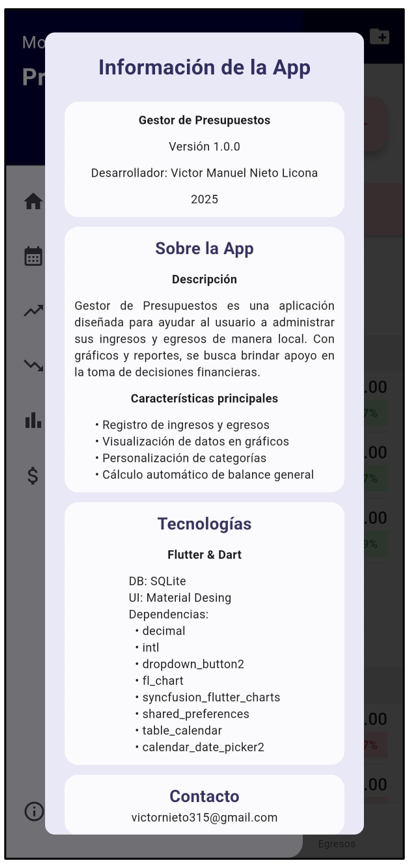 Mo
Pr
Información de la App
Gestor de Presupuestos
Versión 1.0.0
Desarrollador: Victor Manuel Nieto Licona
2025
Sobre la App
Descripción
Gestor de Presupuestos es una aplicación
diseñada para ayudar al usuario a administrar
sus ingresos y egresos de manera local. Con
gráficos y reportes, se busca brindar apoyo en
la toma de decisiones financieras.
Características principales
• Registro de ingresos y egresos
• Visualización de datos en gráficos
• Personalización de categorías
• Cálculo automático de balance general
.00
7%
.00
7%
.00
9%
Tecnologías
Flutter & Dart
DB: SQLite
UI: Material Desing
Dependencias:
• decimal
• intl
• dropdown_button2
• fl_chart
• syncfusion_flutter_charts
• shared_preferences
• table_calendar
• calendar_date_picker2
.00
7%
.00
Contacto
victornieto315@gmail.com
Egresos